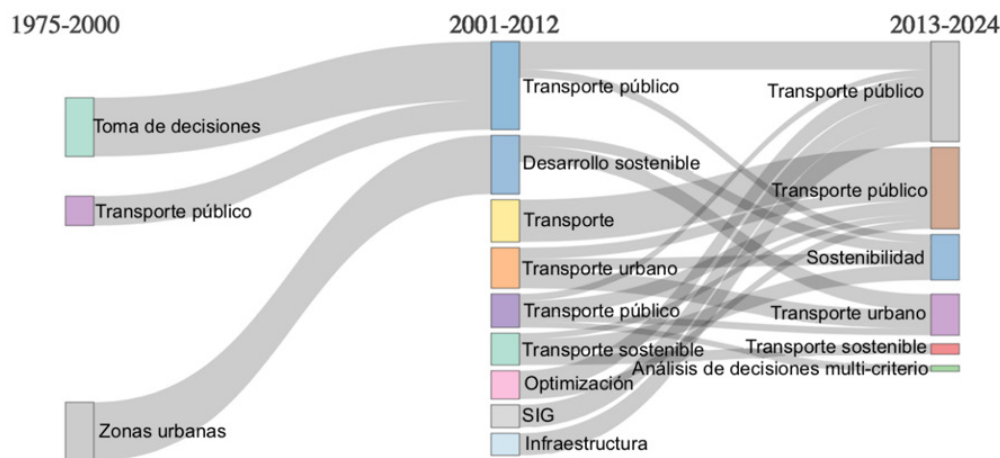 1975-2000
2001-2012
2013-2024
Toma de decisiones
Transporte público
Zonas urbanas
Transporte público
Desarrollo sostenible
Transporte
Transporte urbano
Transporte público
Transporte sostenible
Optimización
SIG
Infraestructura
Transporte público
Transporte público
Sostenibilidad
Transporte urbano
Transporte sostenible
Análisis de decisiones multi-criterio